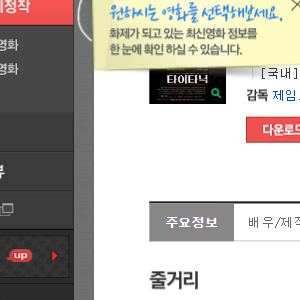 원하시는 영화를 선택해보세요.
화제가 되고 있는 최신영화 정보를
한 눈에 확인 하실 수 있습니다.
정작
영화
영화
up
타이타닉
[국내]
감독 제임
다운로드
주요정보
배우/제작
줄거리